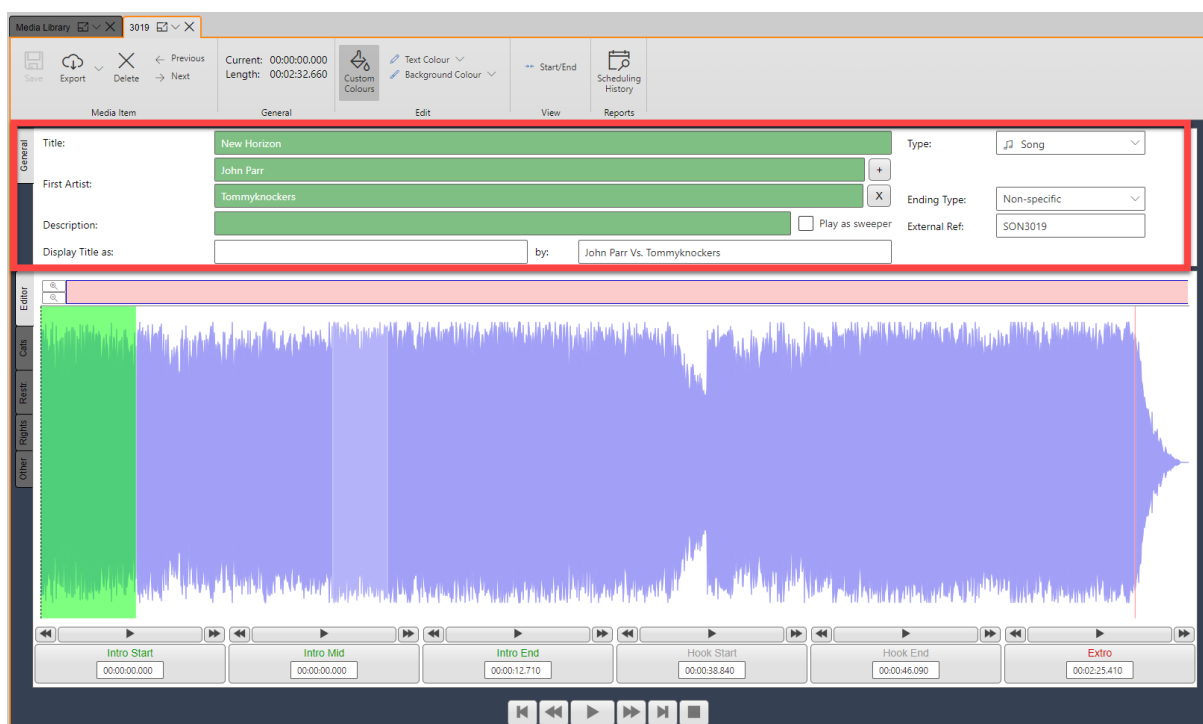 Media Library
3019
Save
Export
Delete
← Previous
→ Next
Media Item
Current: 00:00:00.000
Length: 00:02:32.660
General
Custom
Colours
Text Colour
Background Colour
Edit
Start/End
View
Scheduling
History
Reports
General
Title:
New Horizon
Type:
Song
First Artist:
John Parr
+
Tommyknockers
X
Ending Type:
Non-specific
Description:
Play as sweeper
External Ref:
SON3019
Display Title as:
by:
John Parr Vs. Tommyknockers
Editor
Cats
Restr
Rights
Other
Intro Start
00:00:00.000
Intro Mid
00:00:00.000
Intro End
00:00:12.710
Hook Start
00:00:38.840
Hook End
00:00:46.090
Extro
00:02:25.410